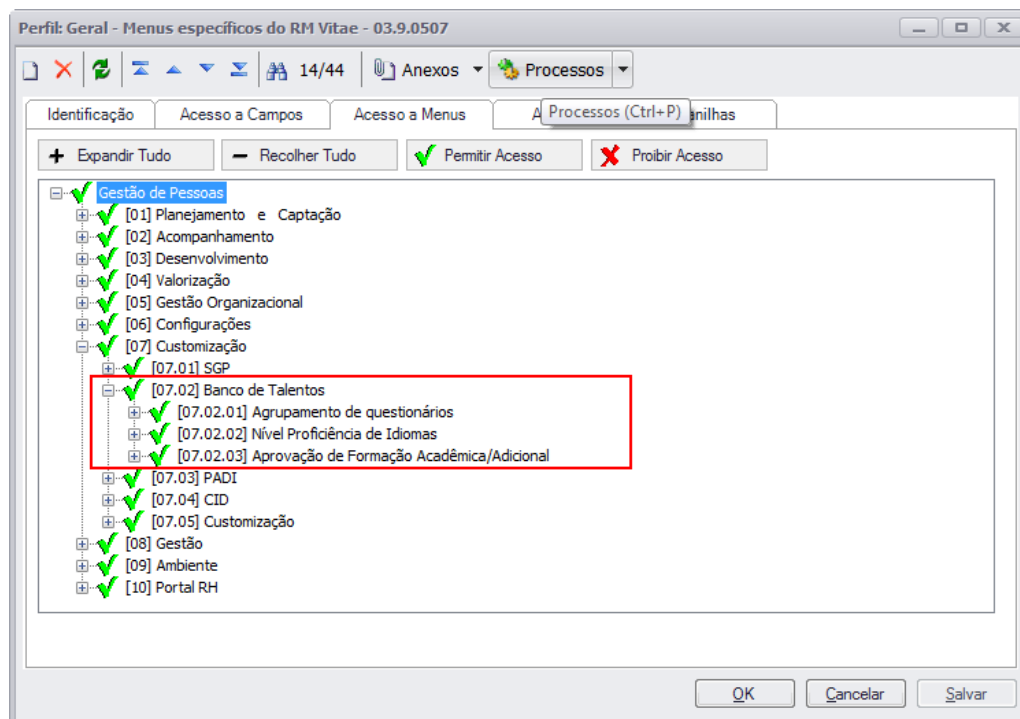 Perfil: Geral - Menus específicos do RM Vitae - 03.9.0507
14/44 Anexos Processos
Identificação Acesso a Campos Acesso a Menus A Processos (Ctrl+P) anilhas
Expandir Tudo Recolher Tudo Permitir Acesso Proibir Acesso
Gestão de Pessoas
[01] Planejamento e Captação
[02] Acompanhamento
[03] Desenvolvimento
[04] Valorização
[05] Gestão Organizacional
[06] Configurações
[07] Customização
[07.01] SGP
[07.02] Banco de Talentos
[07.02.01] Agrupamento de questionários
[07.02.02] Nível Proficiência de Idiomas
[07.02.03] Aprovação de Formação Acadêmica/Adicional
[07.03] PADI
[07.04] CID
[07.05] Customização
[08] Gestão
[09] Ambiente
[10] Portal RH
OK Cancelar Salvar